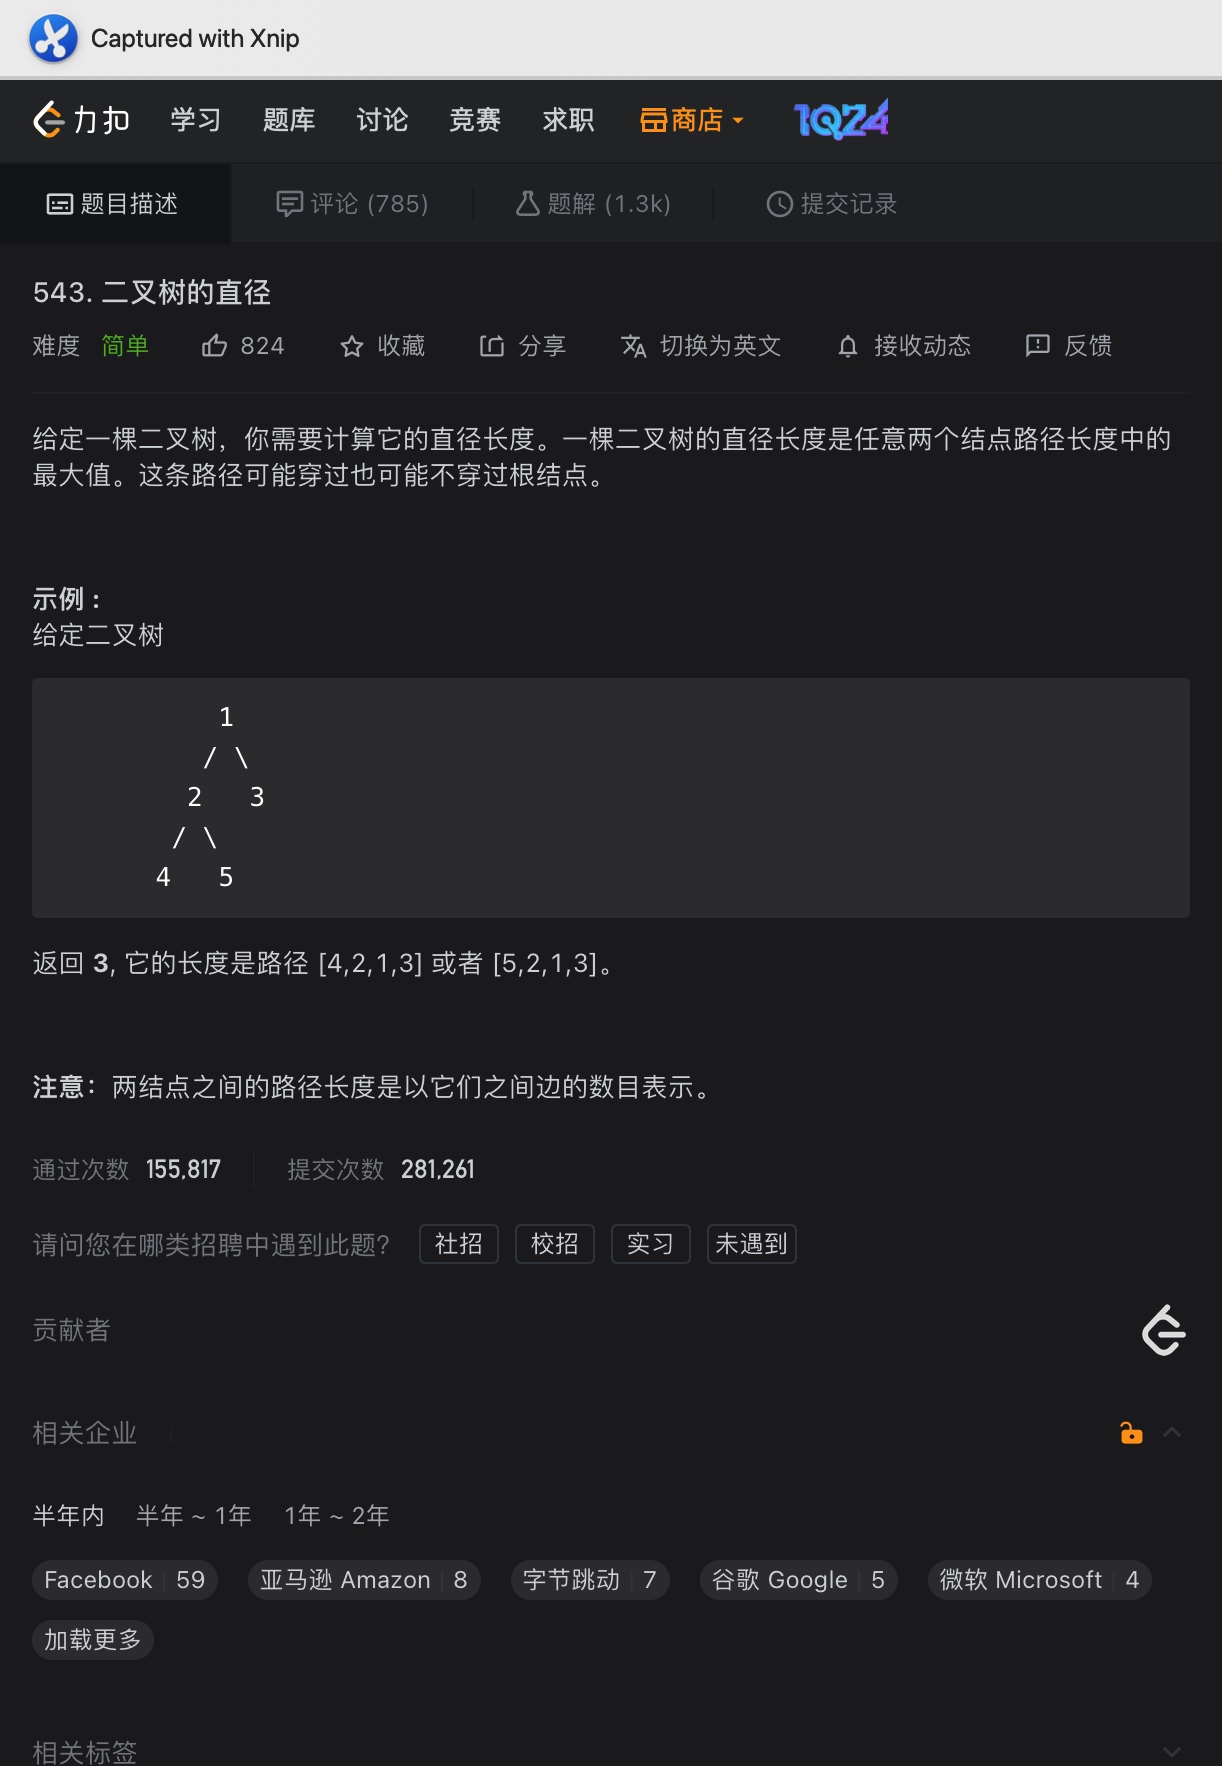 Captured with Xnip
力扣 学习 题库 讨论 竞赛 求职 商店 1024
题目描述 评论 (785) 题解 (1.3k) 提交记录
543. 二叉树的直径
难度 简单 824 收藏 分享 切换为英文 接收动态 反馈
给定一棵二叉树，你需要计算它的直径长度。一棵二叉树的直径长度是任意两个结点路径长度中的
最大值。这条路径可能穿过也可能不穿过根结点。
示例 :
给定二叉树
1
/ \
2   3
/ \
4   5
返回 3, 它的长度是路径 [4,2,1,3] 或者 [5,2,1,3]。
注意：两结点之间的路径长度是以它们之间边的数目表示。
通过次数 155,817 提交次数 281,261
请问您在哪类招聘中遇到此题? 社招 校招 实习 未遇到
贡献者
相关企业
半年内 半年 ~ 1年 1年 ~ 2年
Facebook 59 亚马逊 Amazon 8 字节跳动 7 谷歌 Google 5 微软 Microsoft 4
加载更多
相关标签